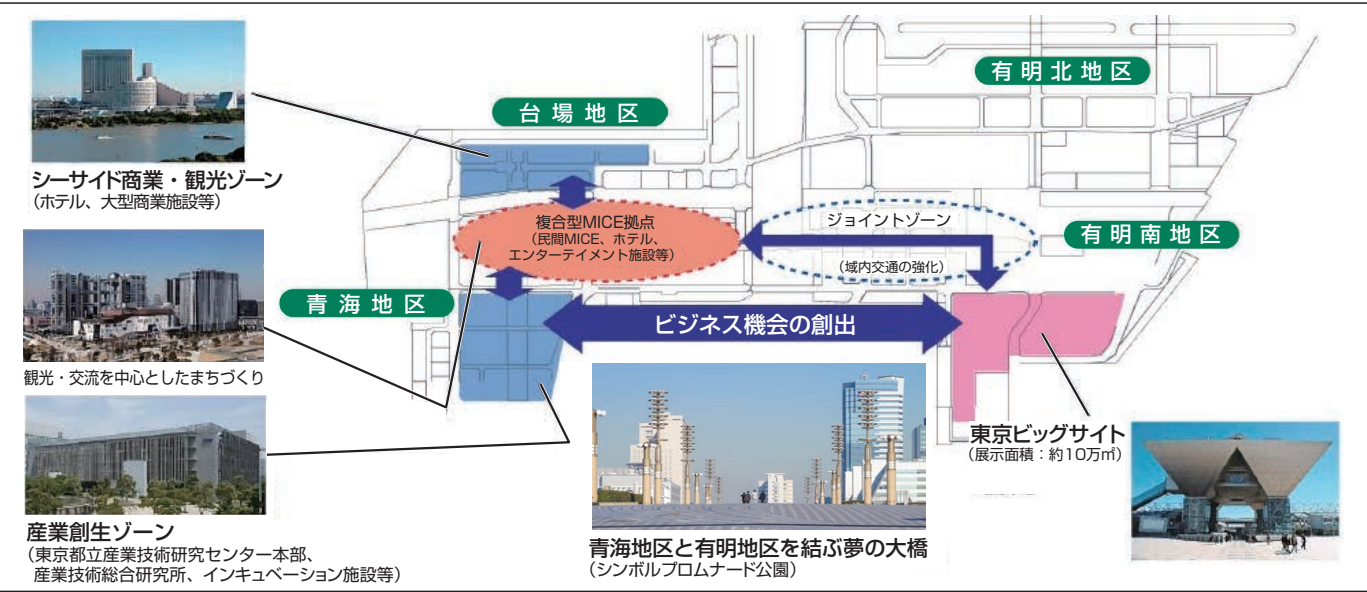 有明北地区
台場地区
シーサイド商業・観光ゾーン
(ホテル、大型商業施設等)
複合型MICE拠点
(民間MICE、ホテル、
エンターテイメント施設等)
ジョイントゾーン
(域内交通の強化)
有明南地区
青海地区
ビジネス機会の創出
観光・交流を中心としたまちづくり
東京ビッグサイト
(展示面積:約10万㎡)
産業創生ゾーン
(東京都立産業技術研究センター本部、
産業技術総合研究所、インキュベーション施設等)
青海地区と有明地区を結ぶ夢の大橋
(シンボルプロムナード公園)